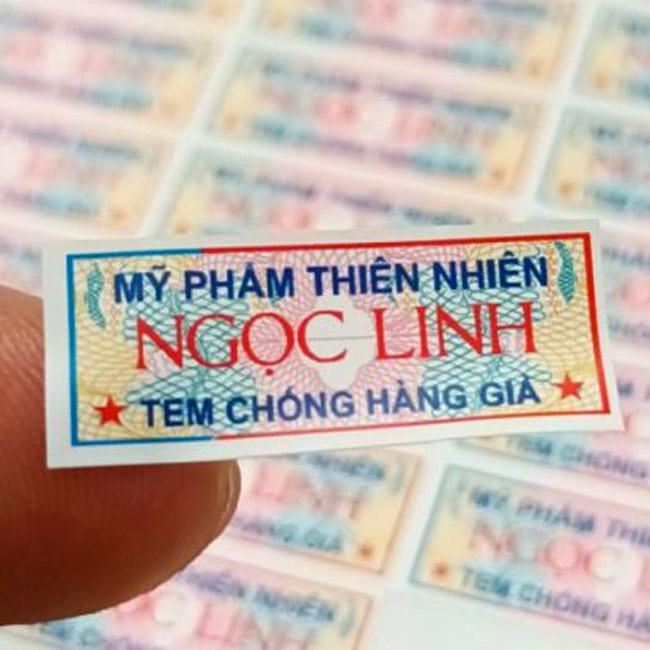 MỸ PHẨM THIÊN NHIÊN
NGỌC LINH
TEM CHỐNG HÀNG GIẢ